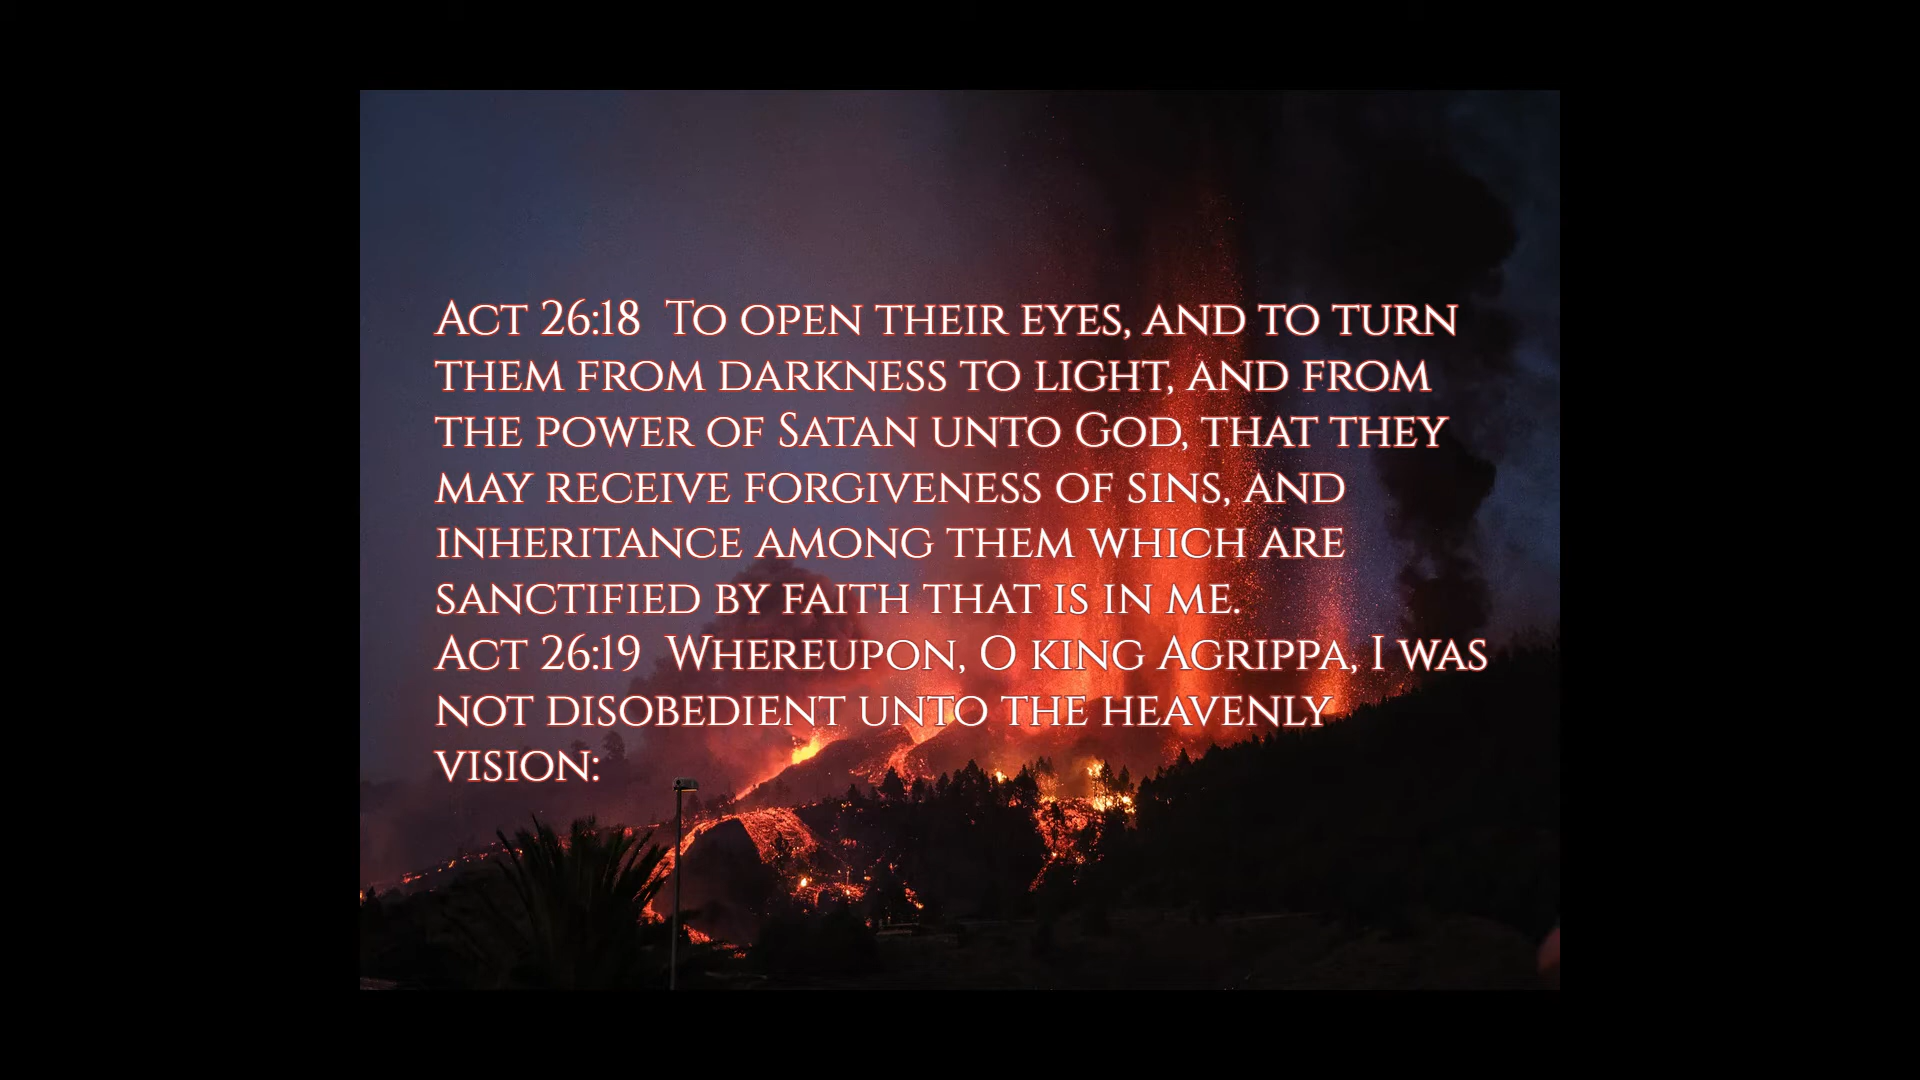 Act 26:18  To open their eyes, and to turn
them from darkness to light, and from
the power of Satan unto God, that they
may receive forgiveness of sins, and
inheritance among them which are
sanctified by faith that is in me.
Act 26:19  Whereupon, O king Agrippa, I was
not disobedient unto the heavenly
vision: